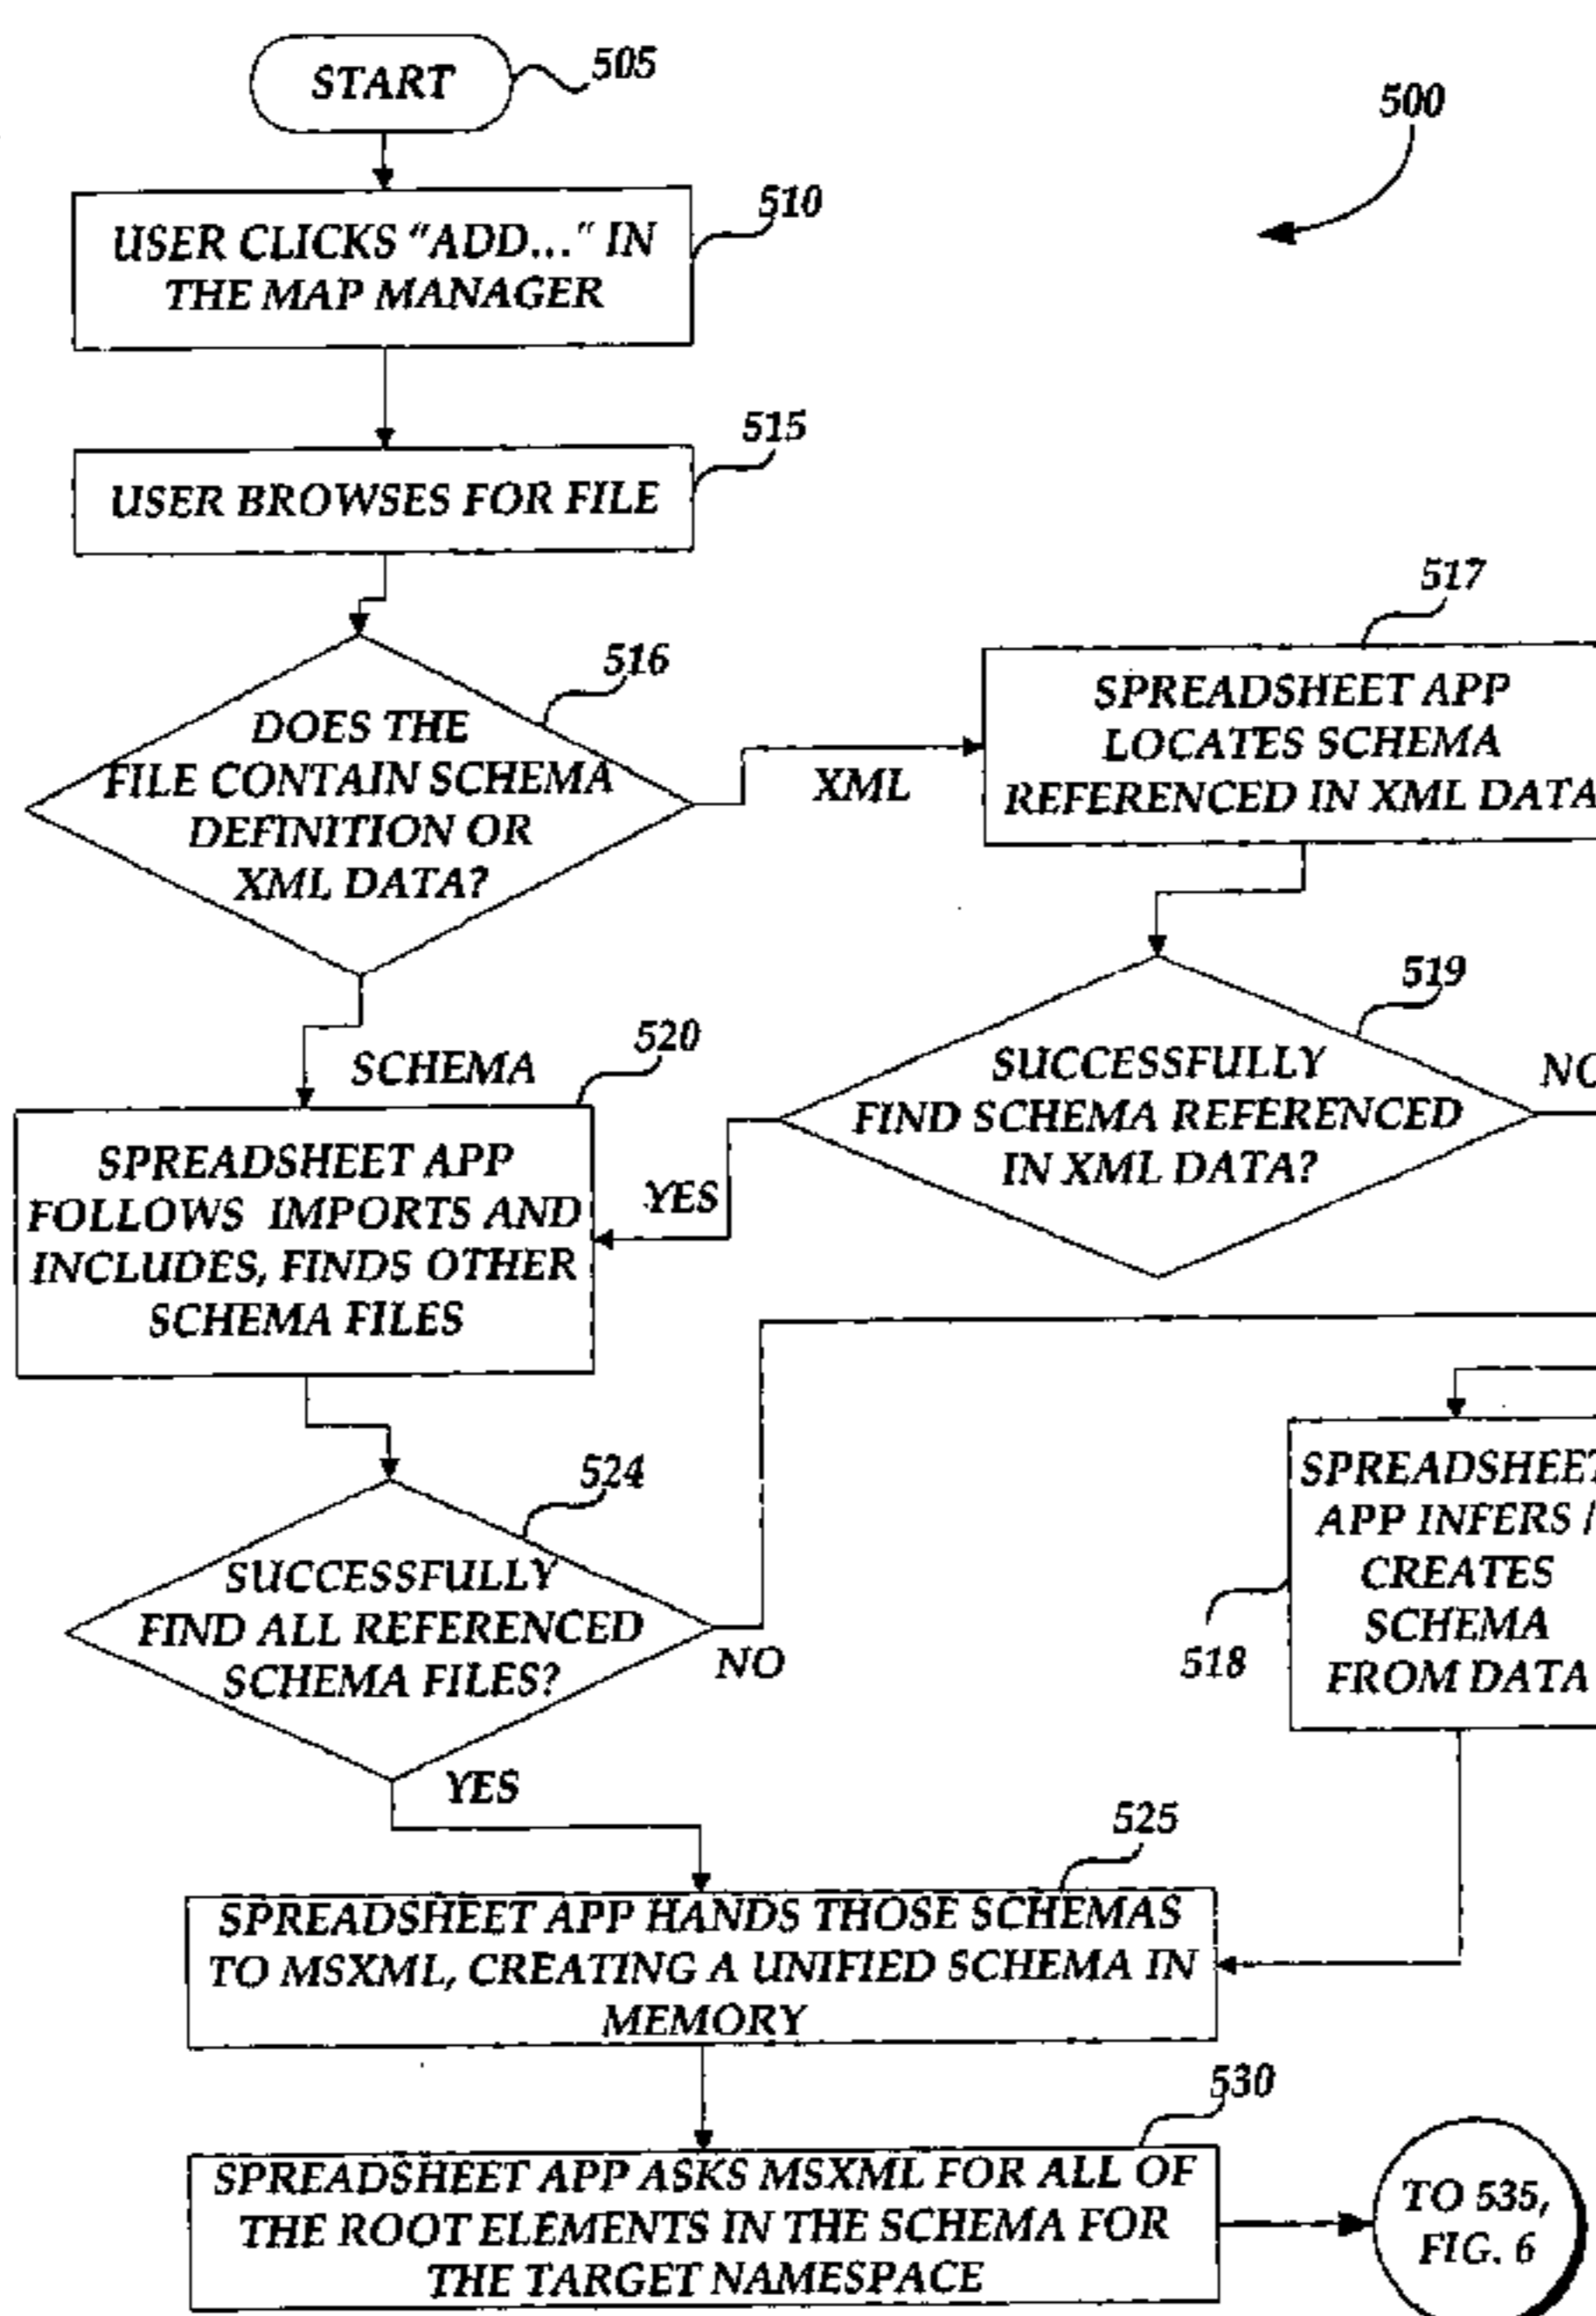 START
505
500
USER CLICKS "ADD..." IN
THE MAP MANAGER
510
USER BROWSES FOR FILE
515
516
DOES THE
FILE CONTAIN SCHEMA
DEFINITION OR
XML DATA?
XML
517
SPREADSHEET APP
LOCATES SCHEMA
REFERENCED IN XML DATA
SCHEMA
519
SUCCESSFULLY
FIND SCHEMA REFERENCED
IN XML DATA?
NO
YES
520
SPREADSHEET APP
FOLLOWS IMPORTS AND
INCLUDES, FINDS OTHER
SCHEMA FILES
524
SUCCESSFULLY
FIND ALL REFERENCED
SCHEMA FILES?
NO
YES
SPREADSHEET
APP INFERS /
CREATES
SCHEMA
FROM DATA
518
525
SPREADSHEET APP HANDS THOSE SCHEMAS
TO MSXML, CREATING A UNIFIED SCHEMA IN
MEMORY
530
SPREADSHEET APP ASKS MSXML FOR ALL OF
THE ROOT ELEMENTS IN THE SCHEMA FOR
THE TARGET NAMESPACE
TO 535,
FIG. 6